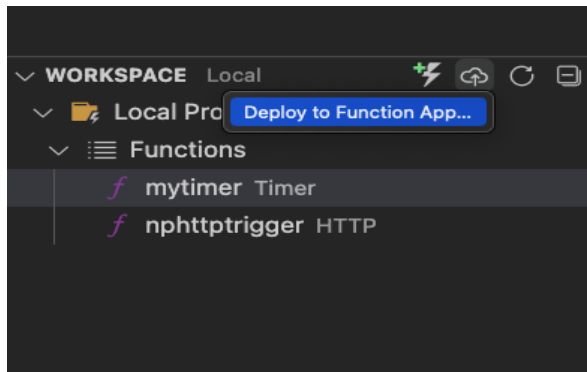 WORKSPACE Local
Local Pro
Deploy to Function App...
Functions
f mytimer Timer
f nphttptrigger HTTP